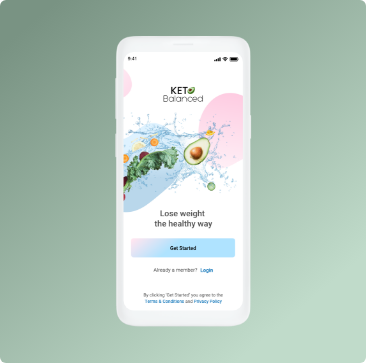 9:41
KETO
Balanced
Lose weight
the healthy way
Get Started
Already a member? Login
By clicking 'Get Started' you agree to the
Terms & Conditions and Privacy Policy